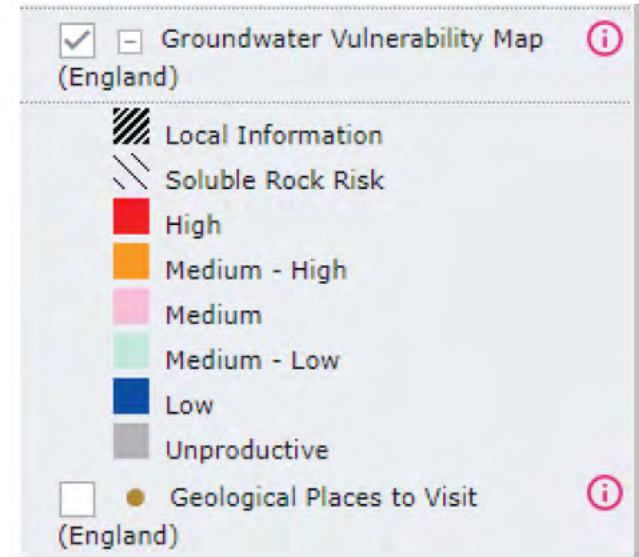 Groundwater Vulnerability Map
(England)
Local Information
Soluble Rock Risk
High
Medium - High
Medium
Medium - Low
Low
Unproductive
Geological Places to Visit
(England)